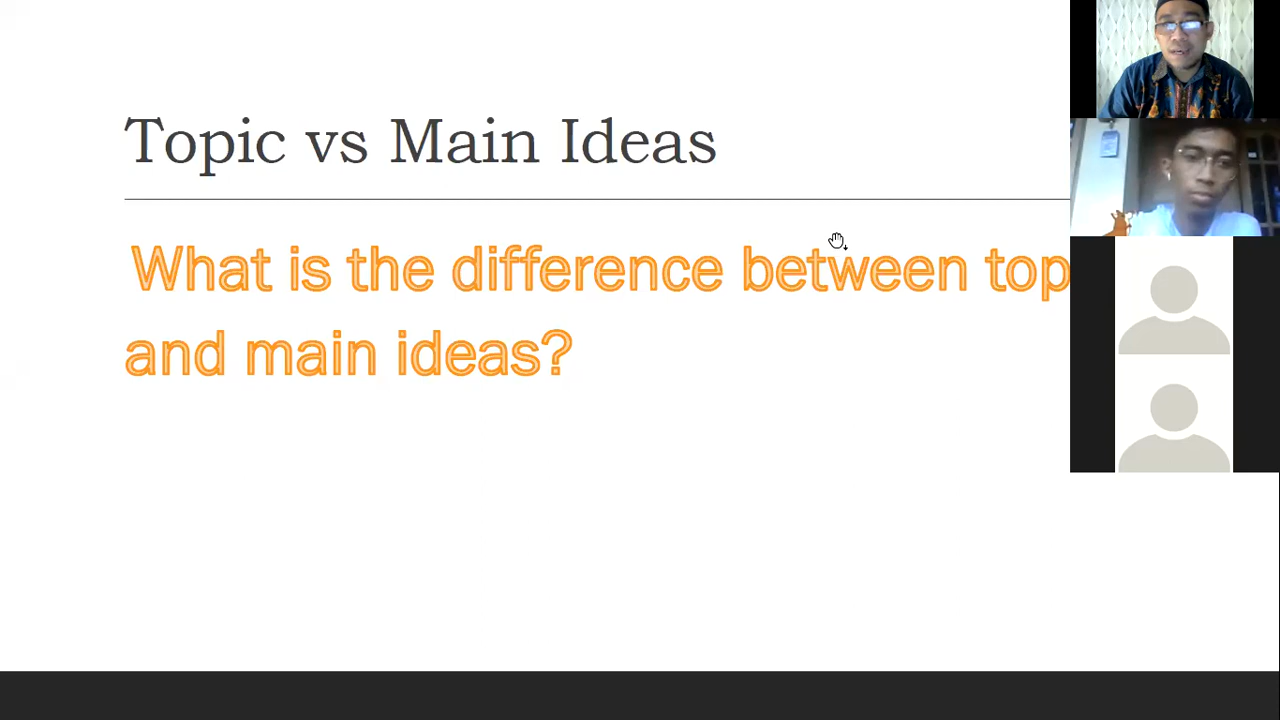 Topic vs Main Ideas
What is the difference between top
and main ideas?